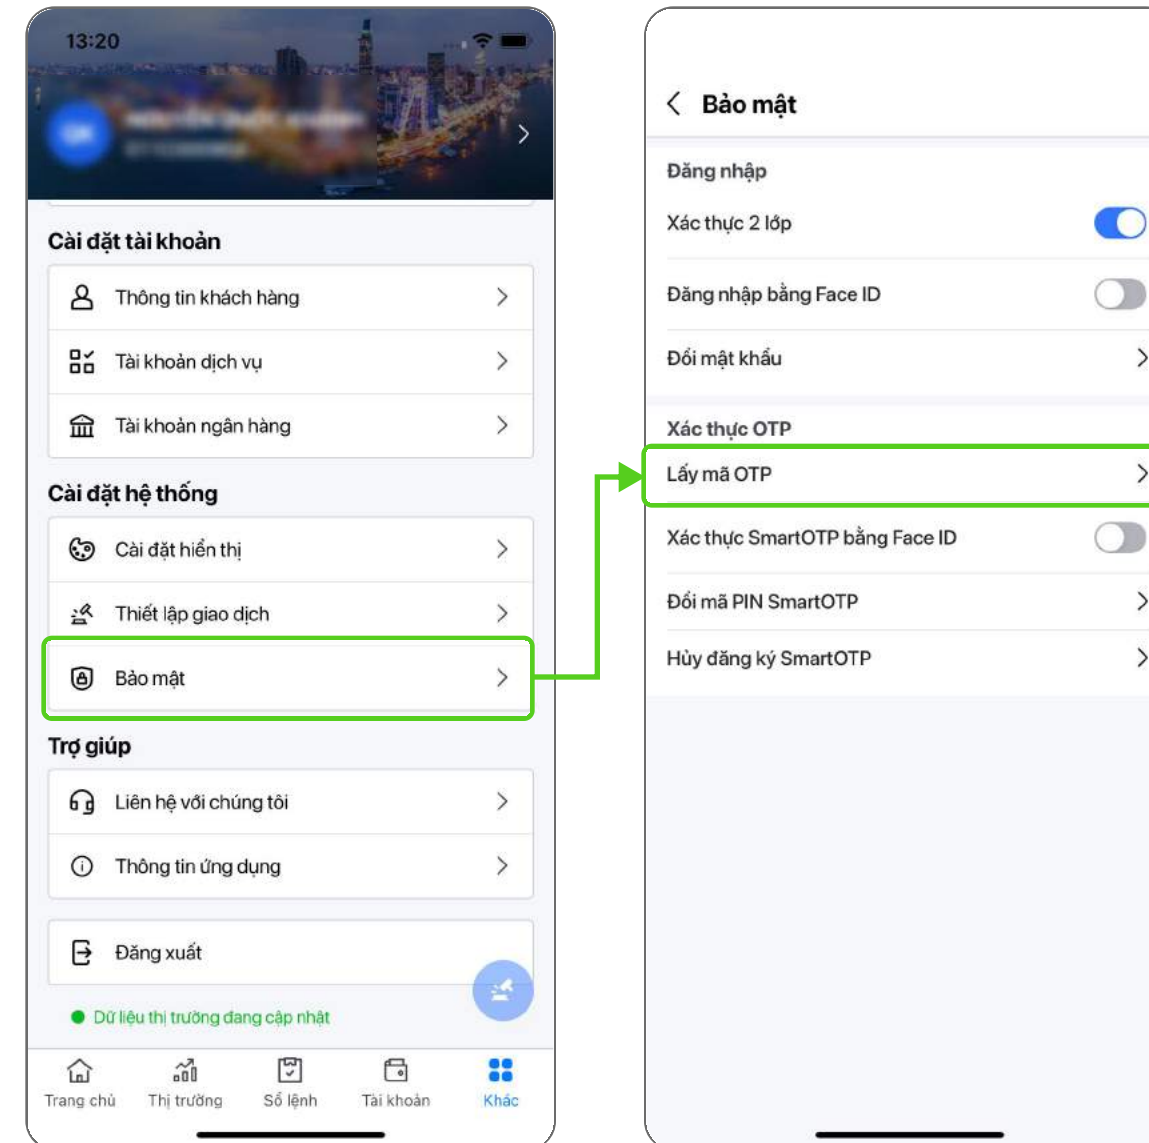 13:20
Cài đặt tài khoản
Thông tin khách hàng
Tài khoản dịch vụ
Tài khoản ngân hàng
Cài đặt hệ thống
Cài đặt hiển thị
Thiết lập giao dịch
Bảo mật
Trợ giúp
Liên hệ với chúng tôi
Thông tin ứng dụng
Đăng xuất
Dữ liệu thị trường đang cập nhật
Trang chủ
Thị trường
Sổ lệnh
Tài khoản
Khác
Bảo mật
Đăng nhập
Xác thực 2 lớp
Đăng nhập bằng Face ID
Đổi mật khẩu
Xác thực OTP
Lấy mã OTP
Xác thực SmartOTP bằng Face ID
Đổi mã PIN SmartOTP
Hủy đăng ký SmartOTP